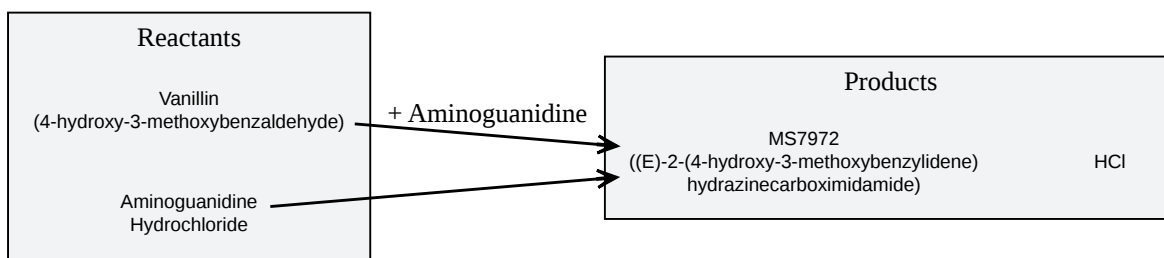 Reactants
Vanillin
(4-hydroxy-3-methoxybenzaldehyde)
Aminoguanidine
Hydrochloride
+ Aminoguanidine
Products
MS7972
((E)-2-(4-hydroxy-3-methoxybenzylidene)
hydrazinecarboximidamide)
HCl